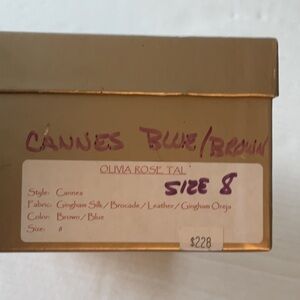 CANNES BLUE/BROWN
OLIVIA ROSE TAL
SIZE 8
Style: Cannes
Fabric: Gingham Silk / Brocade / Leather / Gingham Oreja
Color: Brown / Blue
Size: 8
$228